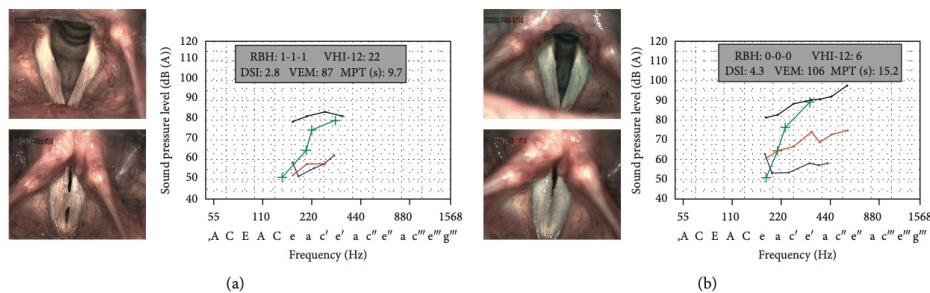 120
110
100
90
80
70
60
50
40
Sound pressure level (dB (A))
RBH: 1-1-1 VHI-12: 22
DSI: 2.8 VEM: 87 MPT (s): 9.7
55 110 220 440 880 1568
,A C E A C e a c′ e′ a c″ e″ a c‴ e‴ g‴
Frequency (Hz)
(a)
120
110
100
90
80
70
60
50
40
Sound pressure level (dB (A))
RBH: 0-0-0 VHI-12: 6
DSI: 4.3 VEM: 106 MPT (s): 15.2
55 110 220 440 880 1568
,A C E A C e a c′ e′ a c″ e″ a c‴ e‴ g‴
Frequency (Hz)
(b)